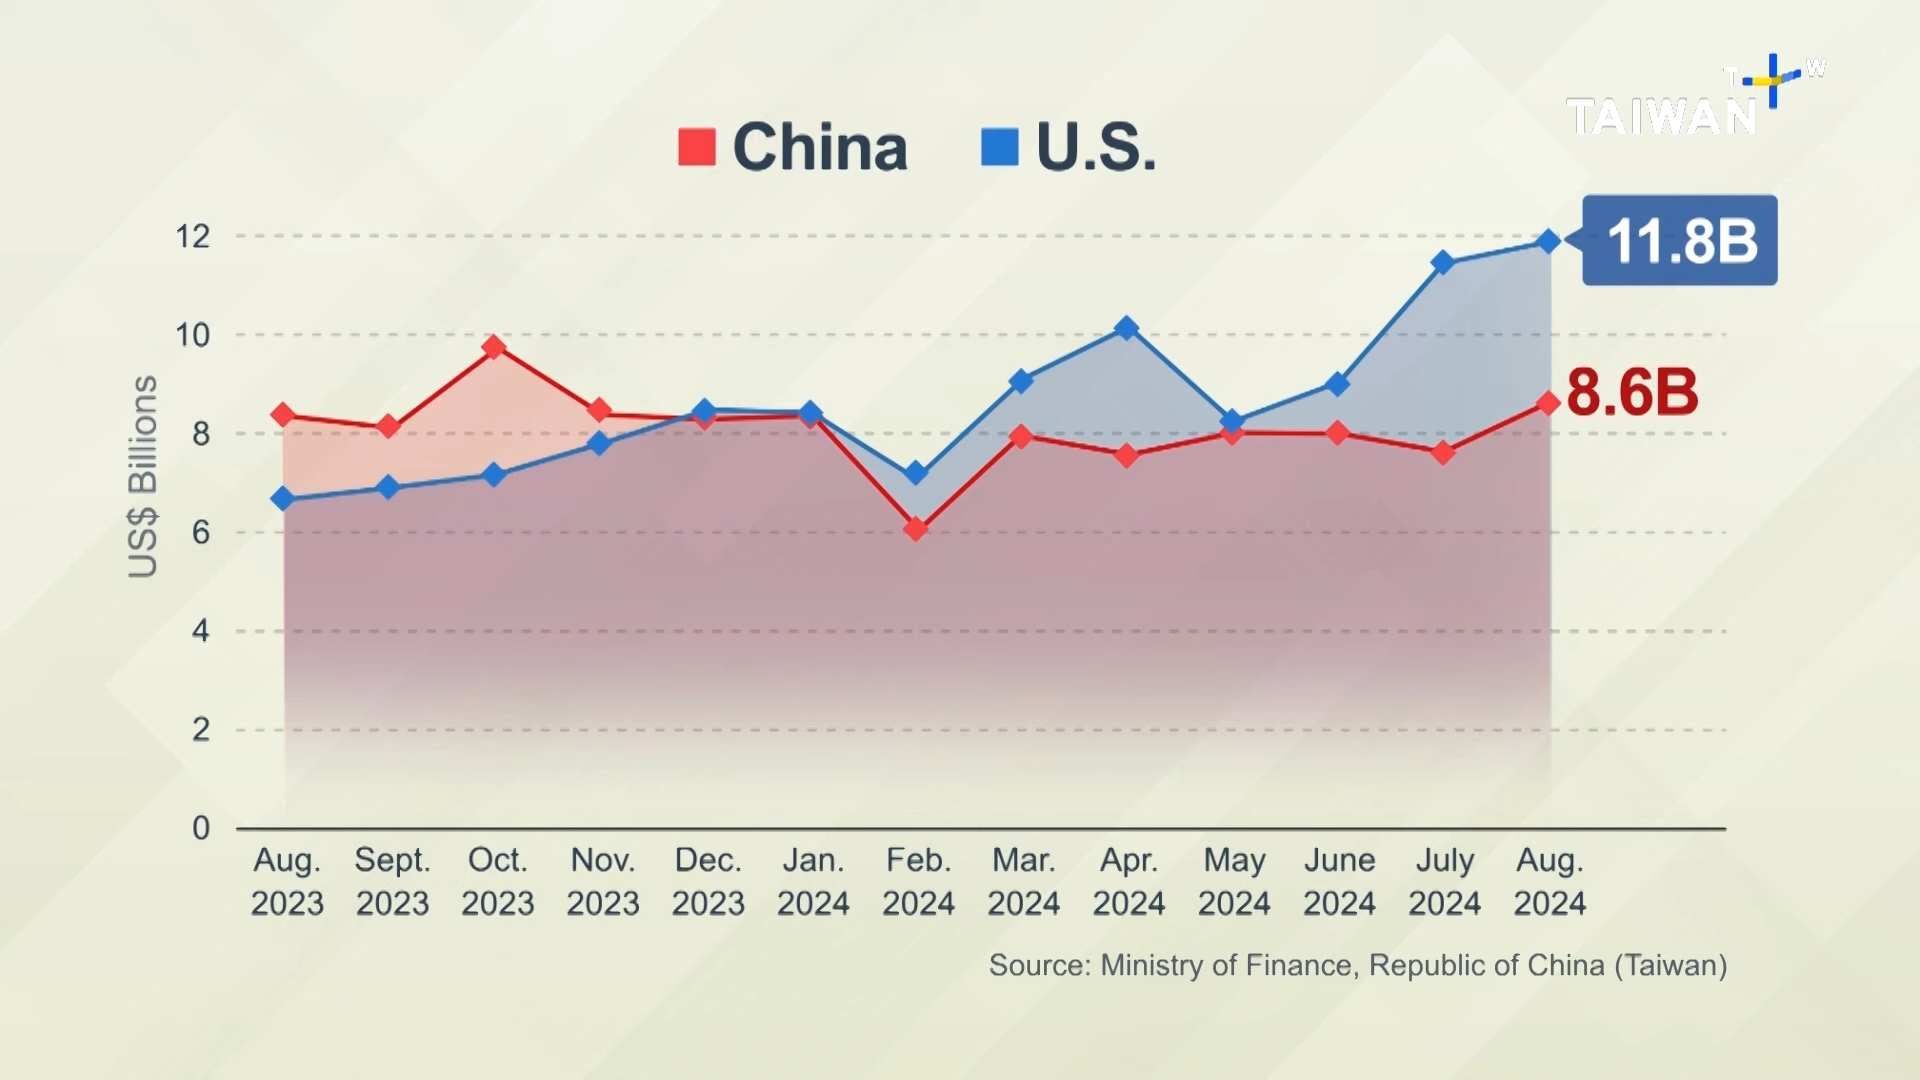 T W
TAIWAN
China U.S.
12
10
8
6
4
2
0
US$ Billions
11.8B
8.6B
Aug. Sept. Oct. Nov. Dec. Jan. Feb. Mar. Apr. May June July Aug.
2023 2023 2023 2023 2023 2024 2024 2024 2024 2024 2024 2024 2024
Source: Ministry of Finance, Republic of China (Taiwan)